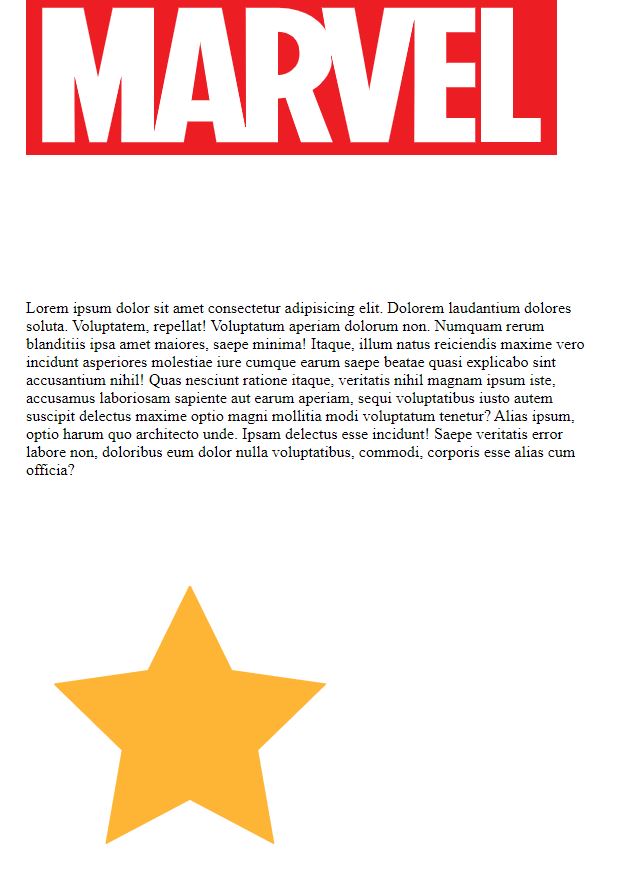 MARVEL
Lorem ipsum dolor sit amet consectetur adipisicing elit. Dolorem laudantium dolores
soluta. Voluptatem, repellat! Voluptatum aperiam dolorum non. Numquam rerum
blanditiis ipsa amet maiores, saepe minima! Itaque, illum natus reiciendis maxime vero
incidunt asperiores molestiae iure cumque earum saepe beatae quasi explicabo sint
accusantium nihil! Quas nesciunt ratione itaque, veritatis nihil magnam ipsum iste,
accusamus laboriosam sapiente aut earum aperiam, sequi voluptatibus iusto autem
suscipit delectus maxime optio magni mollitia modi voluptatum tenetur? Alias ipsum,
optio harum quo architecto unde. Ipsam delectus esse incidunt! Saepe veritatis error
labore non, doloribus eum dolor nulla voluptatibus, commodi, corporis esse alias cum
officia?